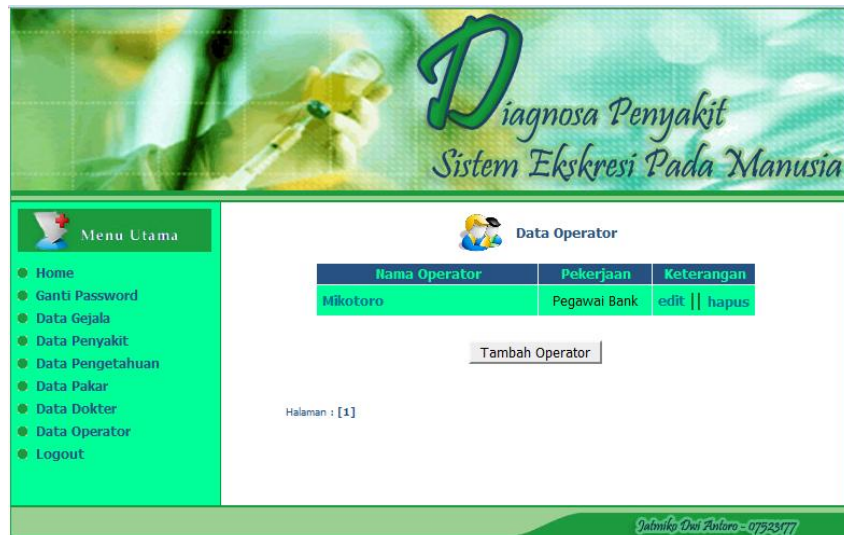 Diagnosa Penyakit
Sistem Ekskresi Pada Manusia
Menu Utama
Home
Ganti Password
Data Gejala
Data Penyakit
Data Pengetahuan
Data Pakar
Data Dokter
Data Operator
Logout
Data Operator
Nama Operator Pekerjaan Keterangan
Mikotoro Pegawai Bank edit || hapus
Tambah Operator
Halaman : [1]
Jatmiko Dwi Antoro - 07523177